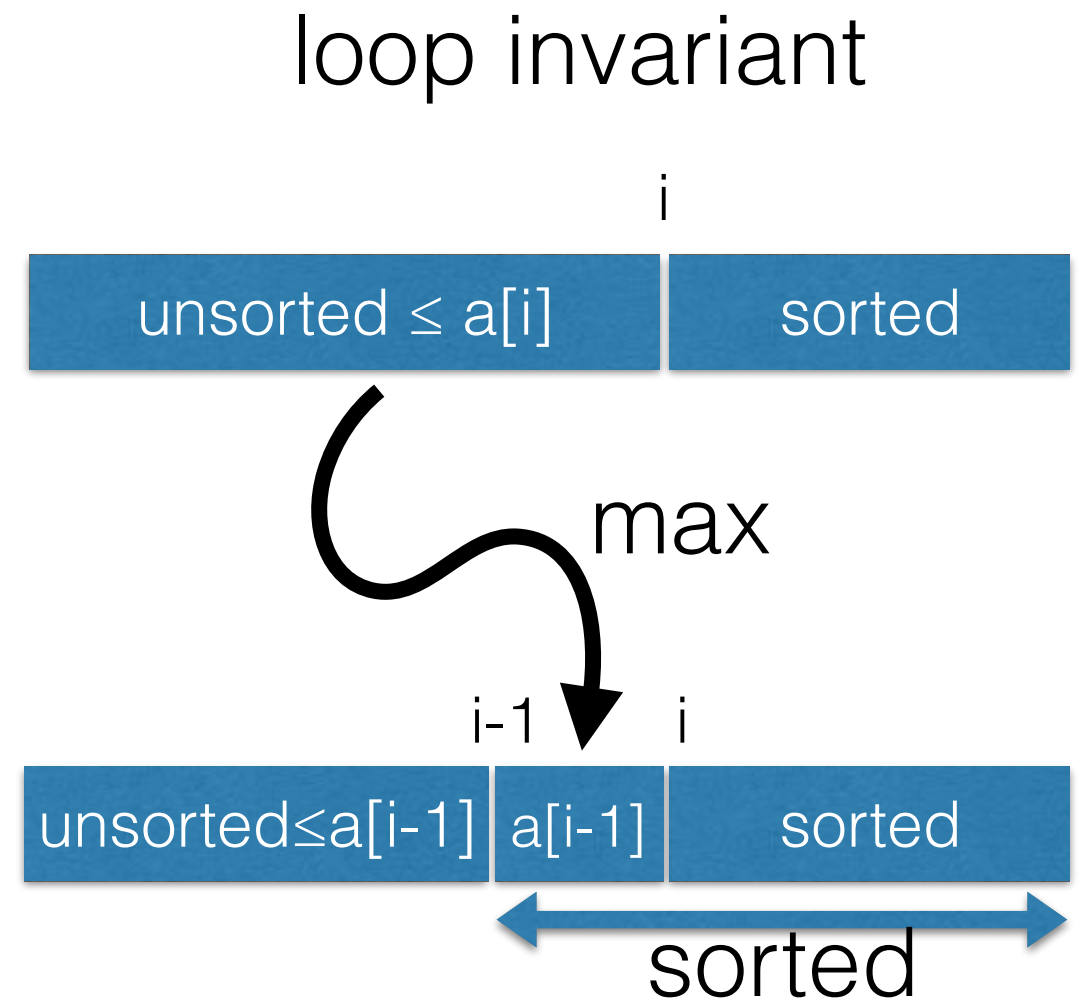 loop invariant
i
unsorted ≤ a[i] sorted
max
i-1 i
unsorted≤a[i-1] a[i-1] sorted
sorted